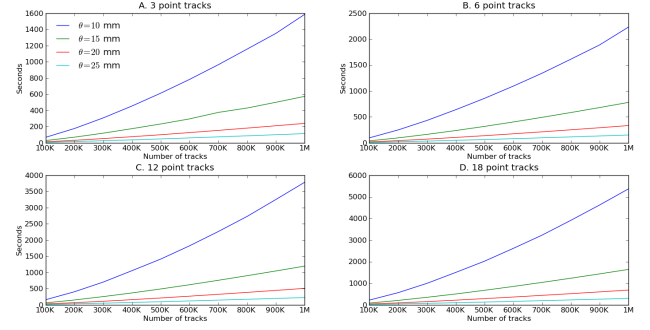 A. 3 point tracks
1600
1400
1200
1000
800
600
400
200
0
Seconds
θ=10 mm
θ=15 mm
θ=20 mm
θ=25 mm
100K 200K 300K 400K 500K 600K 700K 800K 900K 1M
Number of tracks
B. 6 point tracks
2500
2000
1500
1000
500
0
100K 200K 300K 400K 500K 600K 700K 800K 900K 1M
Number of tracks
C. 12 point tracks
4000
3500
3000
2500
2000
1500
1000
500
0
Seconds
100K 200K 300K 400K 500K 600K 700K 800K 900K 1M
Number of tracks
D. 18 point tracks
6000
5000
4000
3000
2000
1000
0
100K 200K 300K 400K 500K 600K 700K 800K 900K 1M
Number of tracks